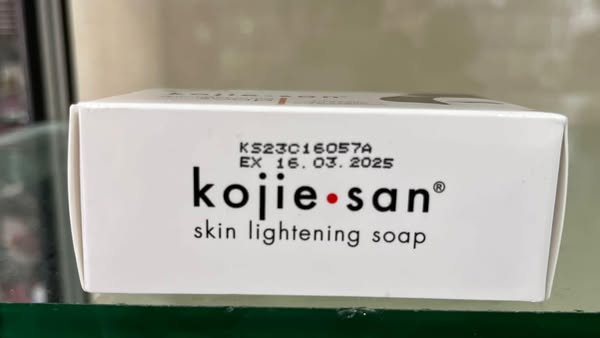 KS23C16057A
EX 16.03.2025
kojie•san®
skin lightening soap